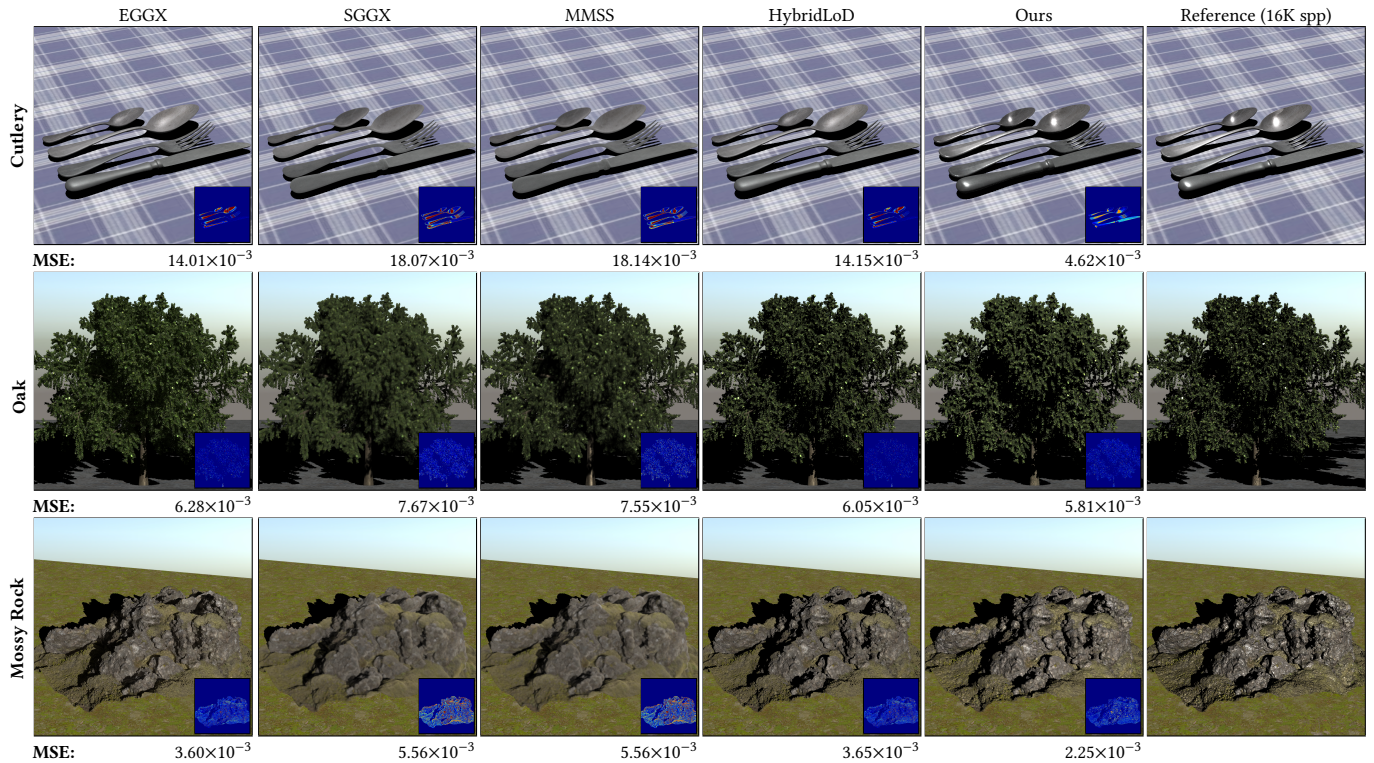 EGGX SGGX MMSS HybridLoD Ours Reference (16K spp)
Cutlery
MSE: 14.01×10⁻³ 18.07×10⁻³ 18.14×10⁻³ 14.15×10⁻³ 4.62×10⁻³
Oak
MSE: 6.28×10⁻³ 7.67×10⁻³ 7.55×10⁻³ 6.05×10⁻³ 5.81×10⁻³
Mossy Rock
MSE: 3.60×10⁻³ 5.56×10⁻³ 5.56×10⁻³ 3.65×10⁻³ 2.25×10⁻³